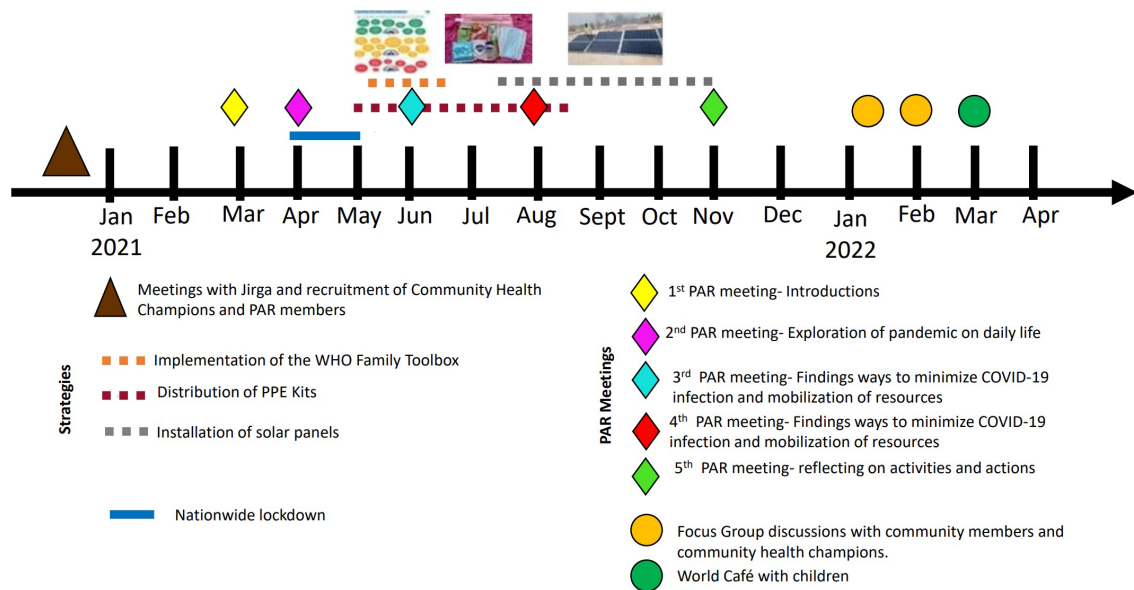 Jan Feb Mar Apr May Jun Jul Aug Sept Oct Nov Dec Jan Feb Mar Apr
2021 2022
Meetings with Jirga and recruitment of Community Health
Champions and PAR members
Strategies
Implementation of the WHO Family Toolbox
Distribution of PPE Kits
Installation of solar panels
Nationwide lockdown
PAR Meetings
1st PAR meeting- Introductions
2nd PAR meeting- Exploration of pandemic on daily life
3rd PAR meeting- Findings ways to minimize COVID-19
infection and mobilization of resources
4th PAR meeting- Findings ways to minimize COVID-19
infection and mobilization of resources
5th PAR meeting- reflecting on activities and actions
Focus Group discussions with community members and
community health champions.
World Café with children